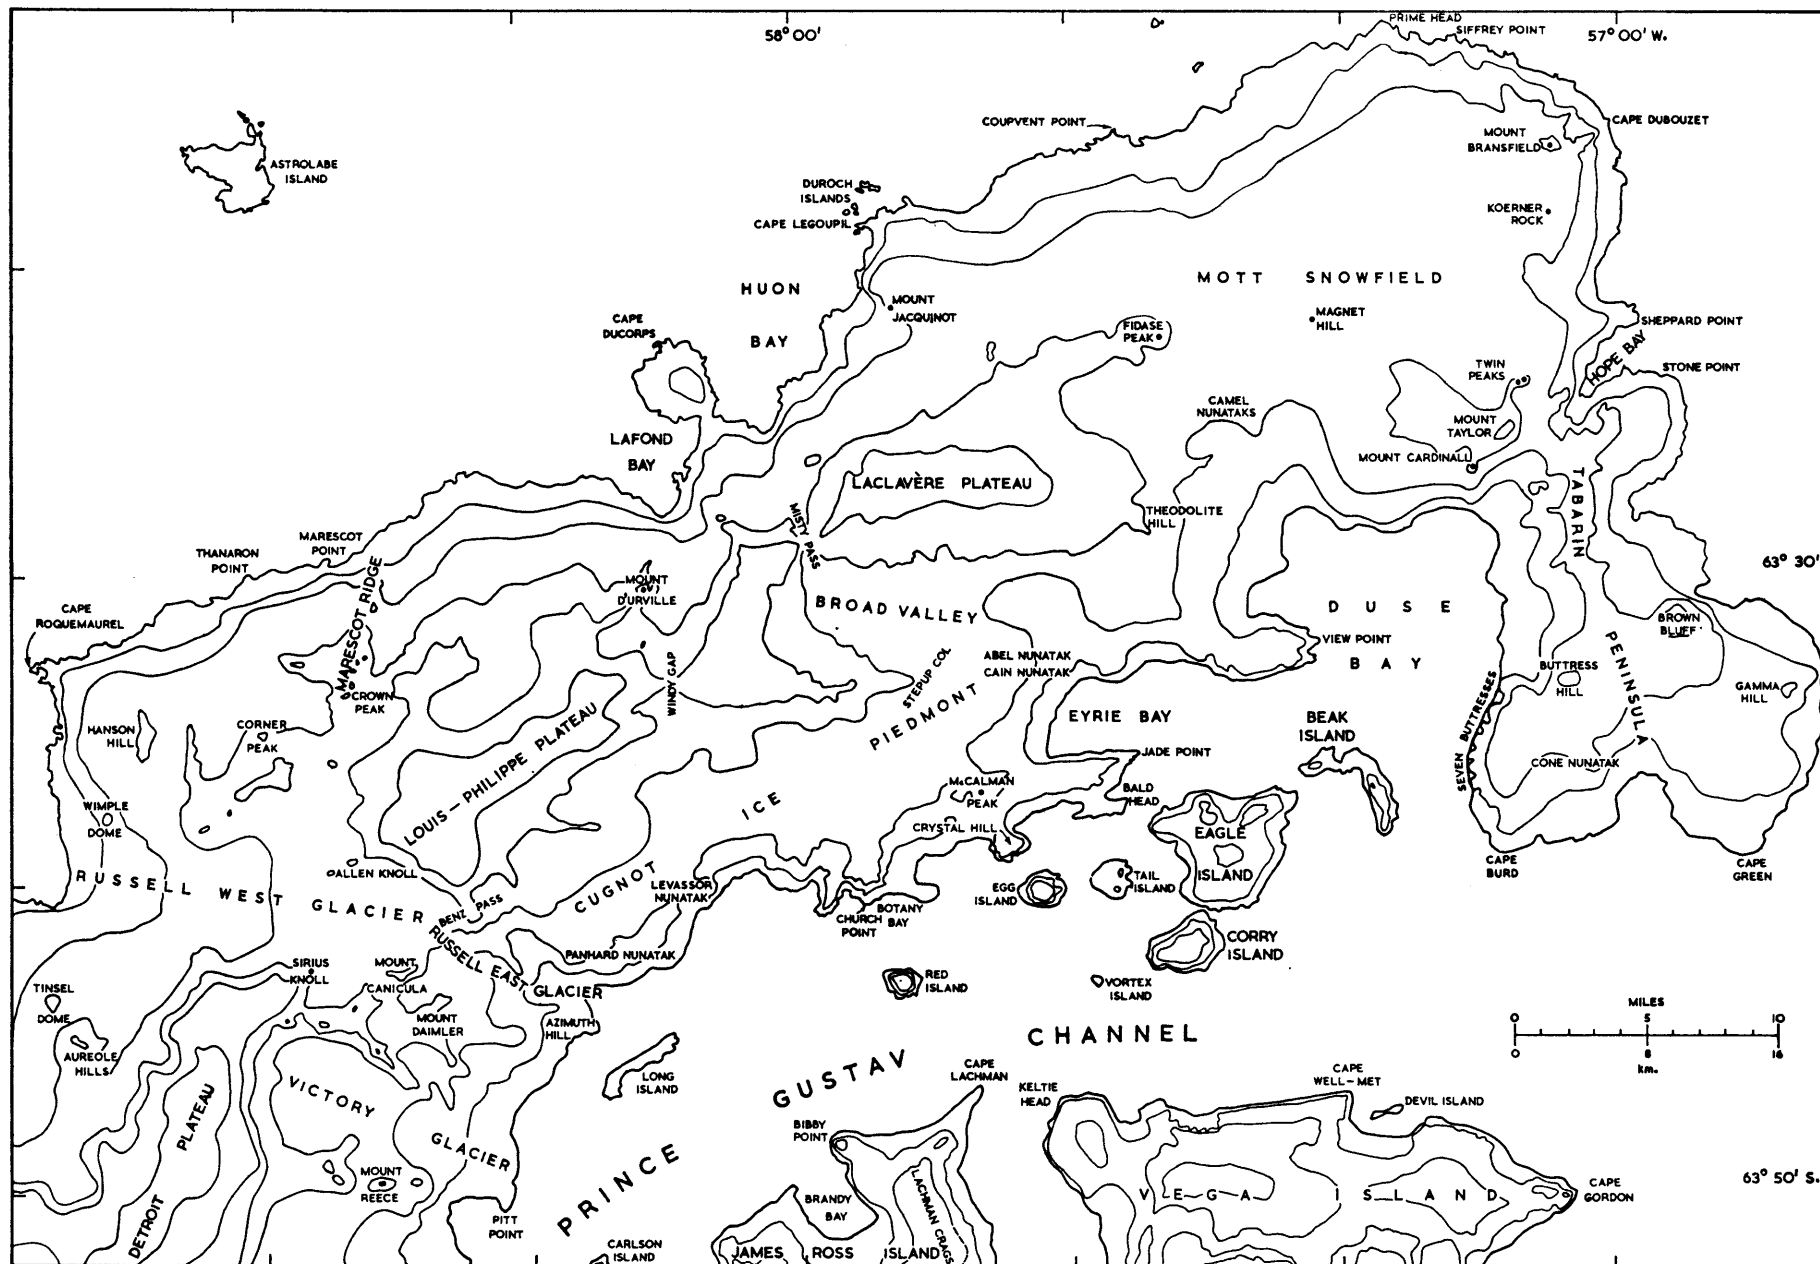 58° 00'
PRIME HEAD
SIFFREY POINT
57° 00' W.
COUPVENT POINT
CAPE DUBOUZET
MOUNT
BRANSFIELD
ASTROLABE
ISLAND
DUROCH
ISLANDS
CAPE LEGOUPIL
KOERNER
ROCK
MOTT SNOWFIELD
HUON
BAY
MOUNT
JACQUINOT
CAPE
DUCORPS
FIDASE
PEAK
MAGNET
HILL
SHEPPARD POINT
HOPE BAY
STONE POINT
TWIN
PEAKS
CAMEL
NUNATAKS
MOUNT
TAYLOR
MOUNT CARDINALL
LAFOND
BAY
LACLAVÈRE PLATEAU
THEODOLITE
HILL
MISTY PASS
TABARIN
PENINSULA
MARESCOT
POINT
THANARON
POINT
63° 30'
MARESCOT RIDGE
MOUNT
D'URVILLE
CAPE
ROQUEMAUREL
BROAD VALLEY
DUSE
BAY
BROWN
BLUFF
VIEW POINT
ABEL NUNATAK
CAIN NUNATAK
STEPUP COL
WINDY GAP
BUTTRESS
HILL
GAMMA
HILL
CROWN
PEAK
HANSON
HILL
CORNER
PEAK
LOUIS-PHILIPPE PLATEAU
PIEDMONT
EYRIE BAY
BEAK
ISLAND
SEVEN BUTTRESSES
JADE POINT
CONE NUNATAK
McCALMAN
PEAK
BALD
HEAD
ICE
WIMPLE
DOME
CRYSTAL HILL
EAGLE
ISLAND
CAPE
BURD
CAPE
GREEN
ALLEN KNOLL
RUSSELL WEST GLACIER
CUGNOT
LEVASSOR
NUNATAK
EGG
ISLAND
TAIL
ISLAND
BENZ PASS
CHURCH
POINT
BOTANY
BAY
RUSSELL EAST
GLACIER
PANHARD NUNATAK
CORRY
ISLAND
SIRIUS
KNOLL
MOUNT
CANICULA
RED
ISLAND
VORTEX
ISLAND
TINSEL
DOME
MOUNT
DAIMLER
AZIMUTH
HILL
MILES
0 5 10
0 8 16
km.
AUREOLE
HILLS
CHANNEL
GUSTAV
PRINCE
LONG
ISLAND
CAPE
LACHMAN
KELTIE
HEAD
CAPE
WELL-MET
DEVIL ISLAND
VICTORY
GLACIER
PLATEAU
DETROIT
BIBBY
POINT
MOUNT
REECE
63° 50' S.
LACHMAN CRAGS
VEGA ISLAND
CAPE
GORDON
BRANDY
BAY
PITT
POINT
CARLSON
ISLAND
JAMES ROSS ISLAND